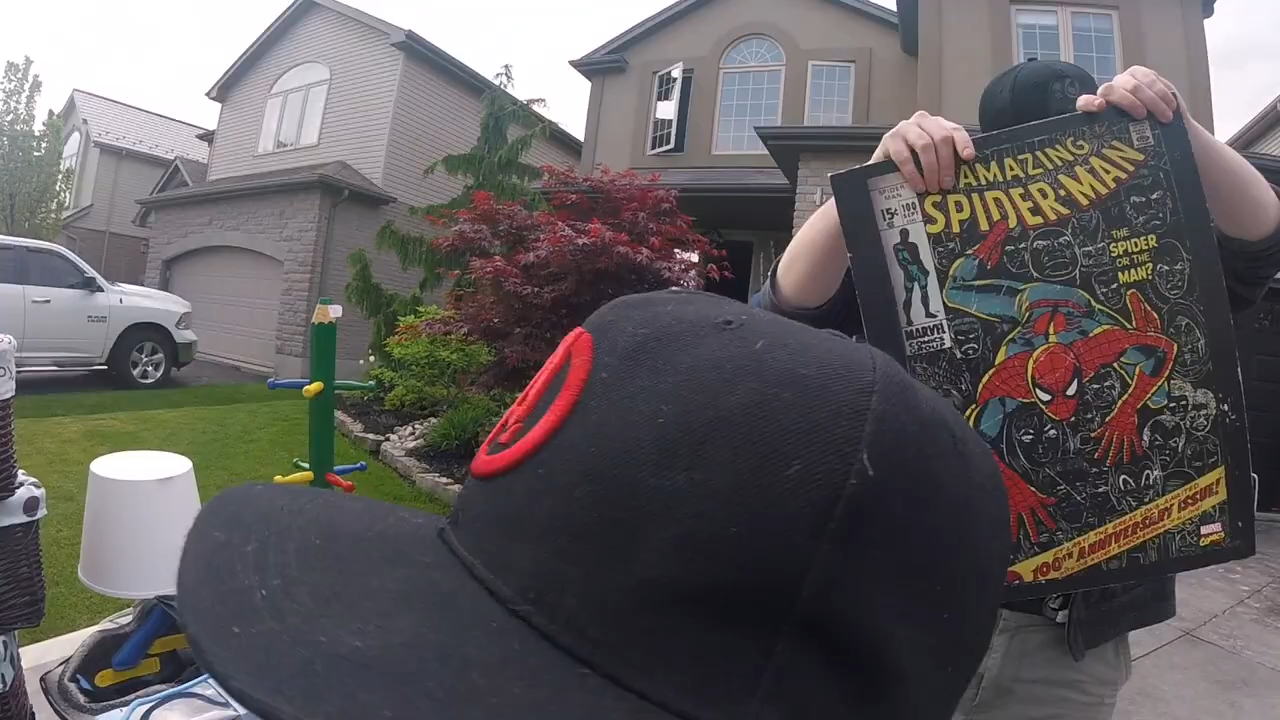 AMAZING
SPIDER-MAN
SPIDER
MAN
15¢
100
SEPT
MARVEL
COMICS
GROUP
THE
SPIDER
OR THE
MAN?
100TH ANNIVERSARY ISSUE!
MARVEL
COMICS